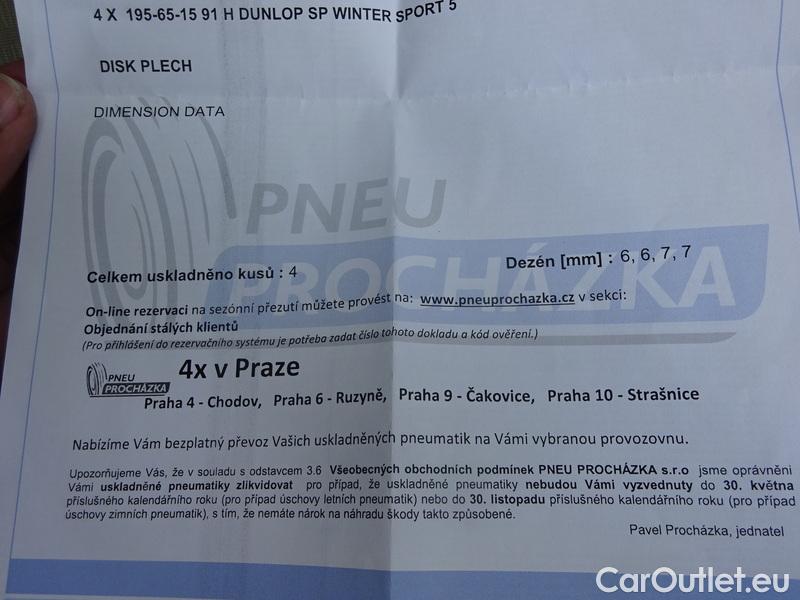 4 X 195-65-15 91 H DUNLOP SP WINTER SPORT 5
DISK PLECH
DIMENSION DATA
PNEU
PROCHÁZKA
Celkem uskladněno kusů : 4
Dezén [mm] : 6, 6, 7, 7
On-line rezervaci na sezónní přezutí můžete provést na: www.pneuprochazka.cz v sekci:
Objednání stálých klientů
(Pro přihlášení do rezervačního systému je potřeba zadat číslo tohoto dokladu a kód ověření.)
PNEU
PROCHÁZKA
4x v Praze
Praha 4 - Chodov, Praha 6 - Ruzyně, Praha 9 - Čakovice, Praha 10 - Strašnice
Nabízíme Vám bezplatný převoz Vašich uskladněných pneumatik na Vámi vybranou provozovnu.
Upozorňujeme Vás, že v souladu s odstavcem 3.6 Všeobecných obchodních podmínek PNEU PROCHÁZKA s.r.o jsme oprávněni
Vámi uskladněné pneumatiky zlikvidovat pro případ, že uskladněné pneumatiky nebudou Vámi vyzvednuty do 30. května
příslušného kalendářního roku (pro případ úschovy letních pneumatik) nebo do 30. listopadu příslušného kalendářního roku (pro případ
úschovy zimních pneumatik), s tím, že nemáte nárok na náhradu škody takto způsobené.
Pavel Procházka, jednatel
CarOutlet.eu